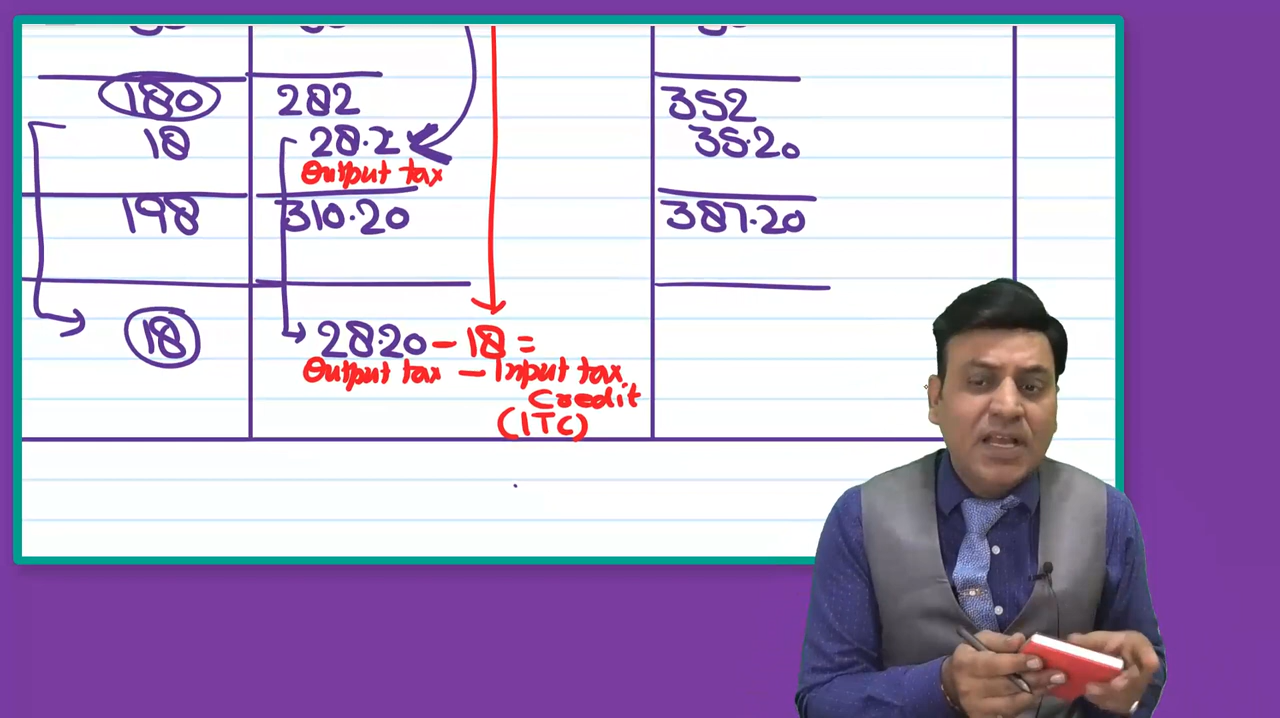 180 282 352
18 28.2 35.20
Output tax
198 310.20 387.20
18 28.20 – 18 =
Output tax – Input tax
Credit
(ITC)